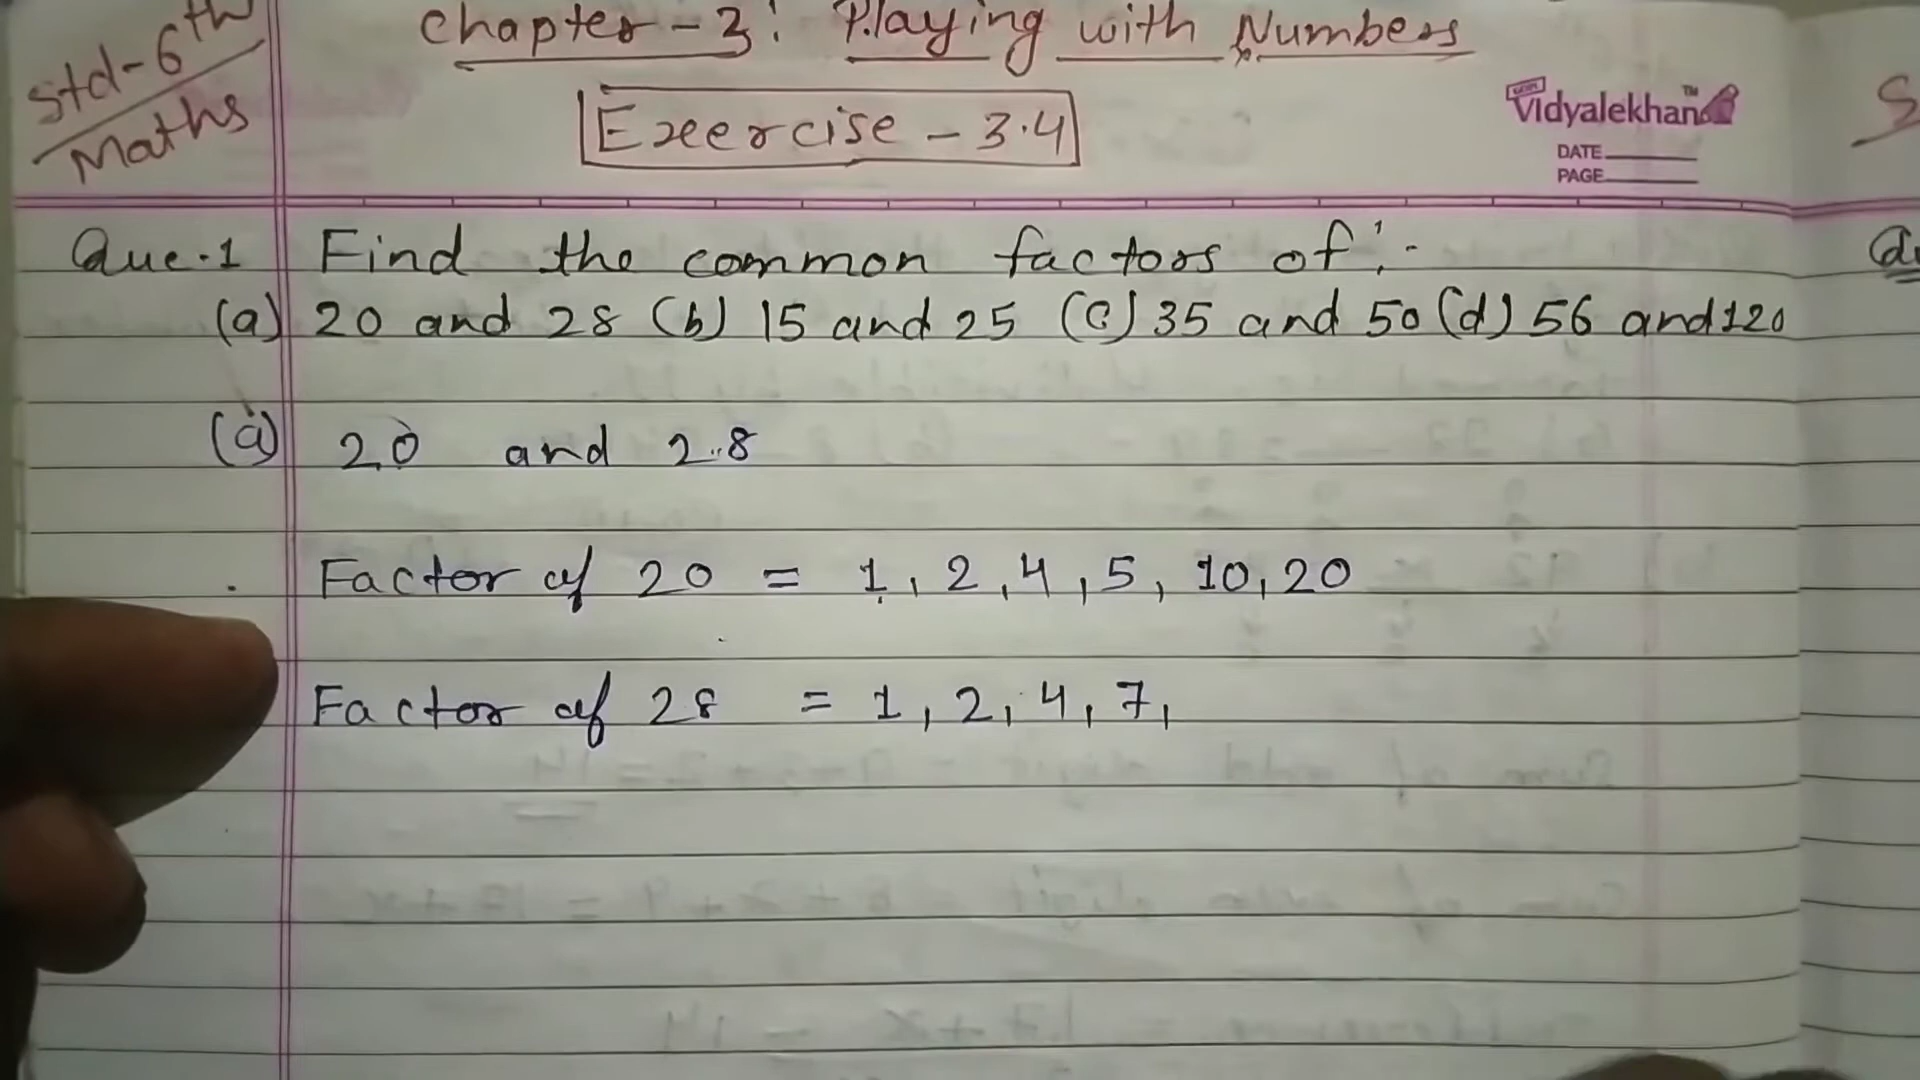 Std-6th
Maths
Chapter-3: Playing with Numbers
Exercise - 3.4
Vidyalekhan™
DATE
PAGE
Que.1 Find the common factors of:-
(a) 20 and 28 (b) 15 and 25 (c) 35 and 50 (d) 56 and 120
(a) 20 and 28
Factor of 20 = 1, 2, 4, 5, 10, 20
Factor of 28 = 1, 2, 4, 7,